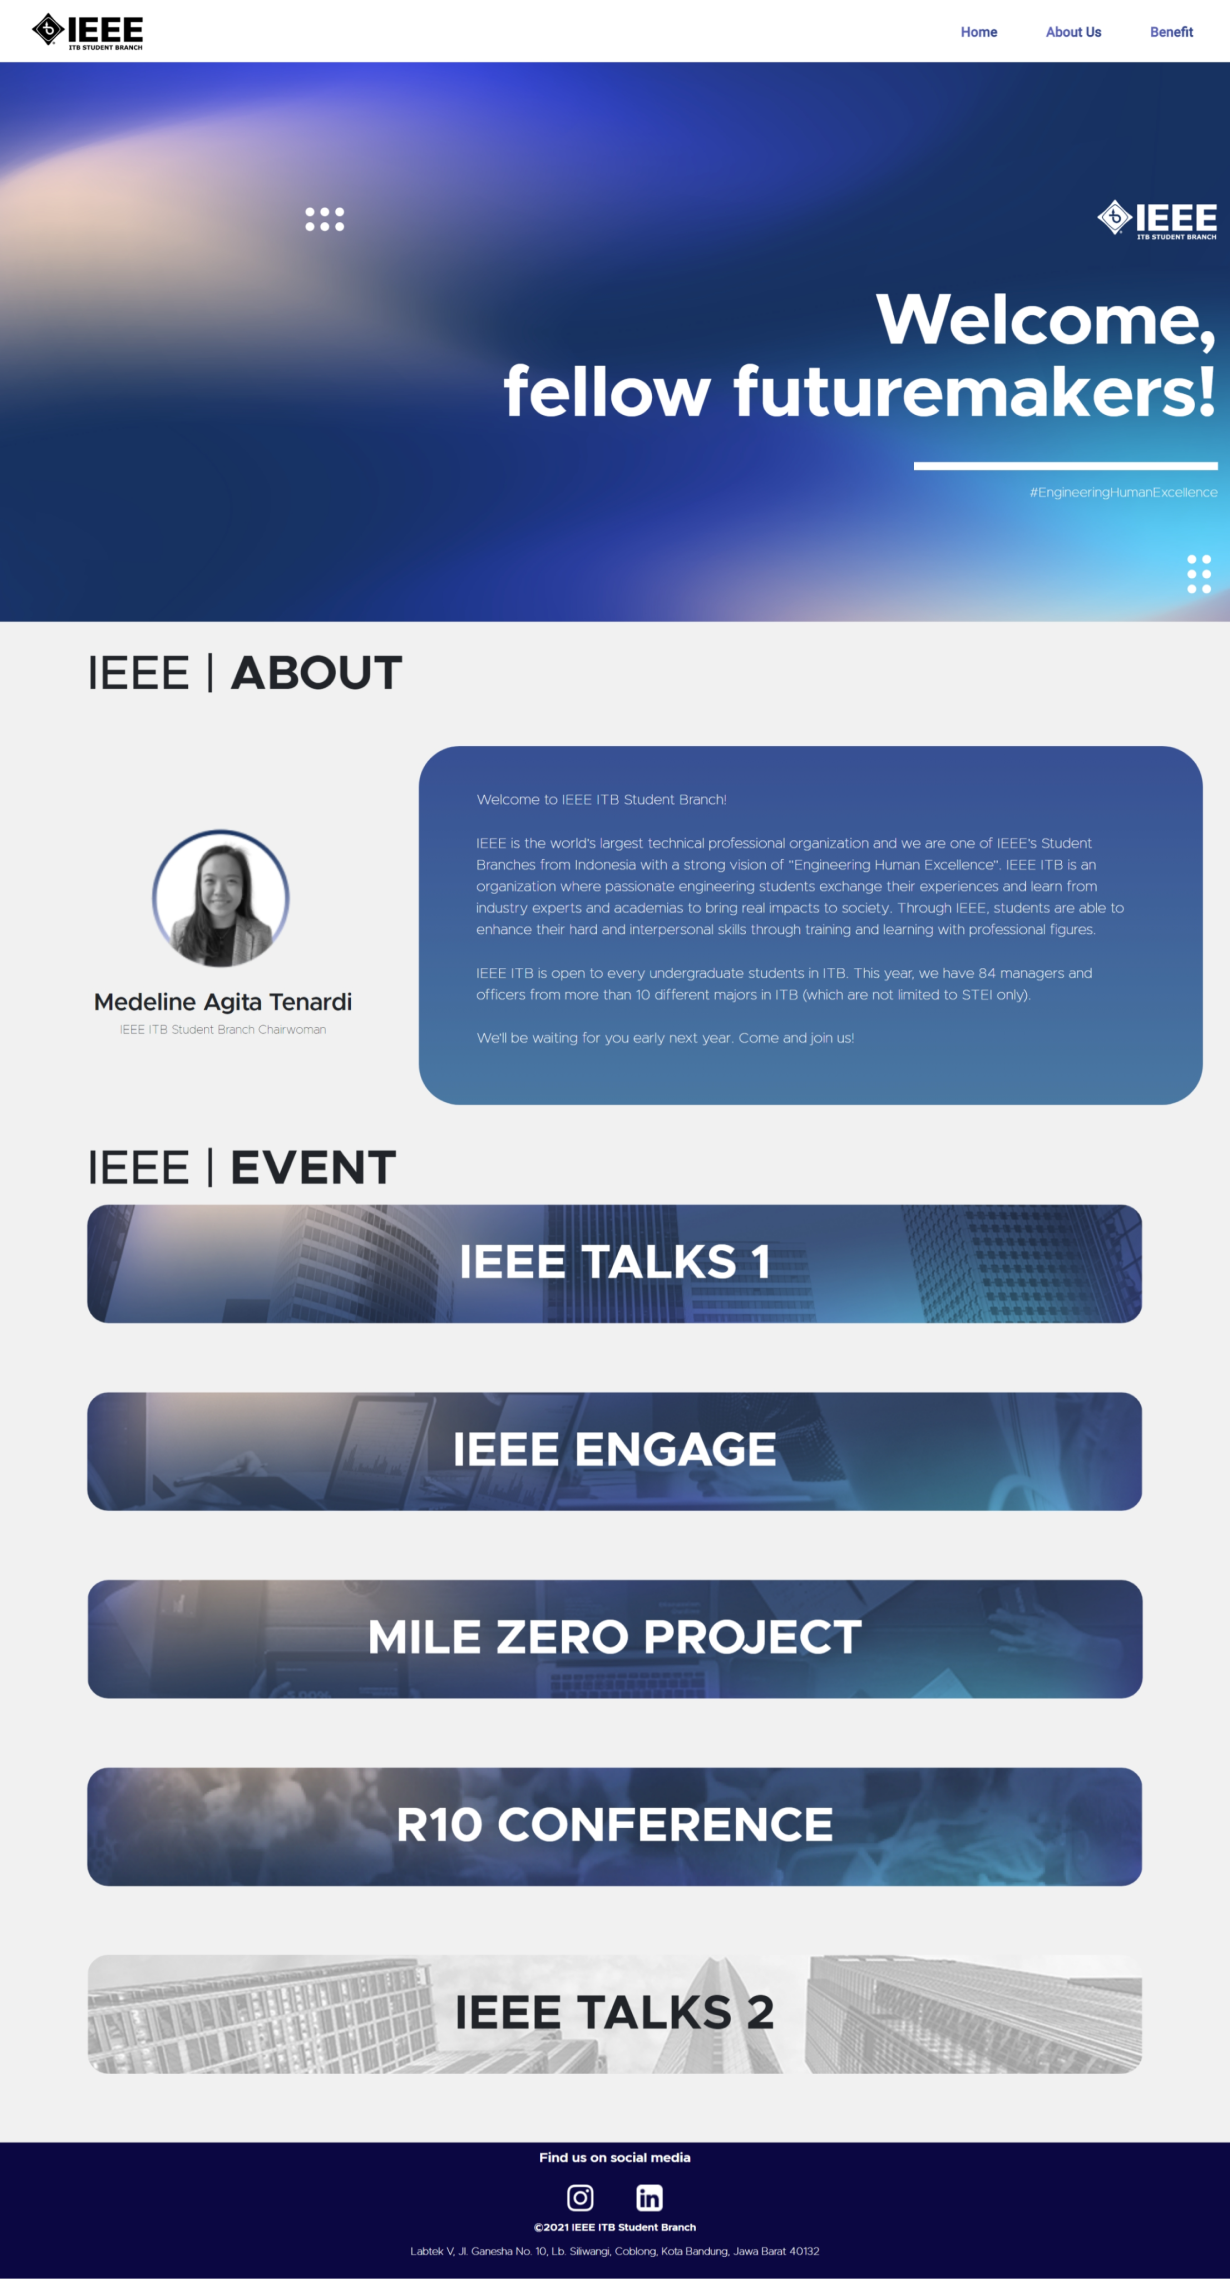 IEEE
ITB STUDENT BRANCH
Home About Us Benefit
IEEE
ITB STUDENT BRANCH
Welcome,
fellow futuremakers!
#EngineeringHumanExcellence
IEEE | ABOUT
Medeline Agita Tenardi
IEEE ITB Student Branch Chairwoman
Welcome to IEEE ITB Student Branch!
IEEE is the world's largest technical professional organization and we are one of IEEE's Student
Branches from Indonesia with a strong vision of "Engineering Human Excellence". IEEE ITB is an
organization where passionate engineering students exchange their experiences and learn from
industry experts and academias to bring real impacts to society. Through IEEE, students are able to
enhance their hard and interpersonal skills through training and learning with professional figures.
IEEE ITB is open to every undergraduate students in ITB. This year, we have 84 managers and
officers from more than 10 different majors in ITB (which are not limited to STEI only).
We'll be waiting for you early next year. Come and join us!
IEEE | EVENT
IEEE TALKS 1
IEEE ENGAGE
MILE ZERO PROJECT
R10 CONFERENCE
IEEE TALKS 2
Find us on social media
©2021 IEEE ITB Student Branch
Labtek V, Jl. Ganesha No. 10, Lb. Siliwangi, Coblong, Kota Bandung, Jawa Barat 40132